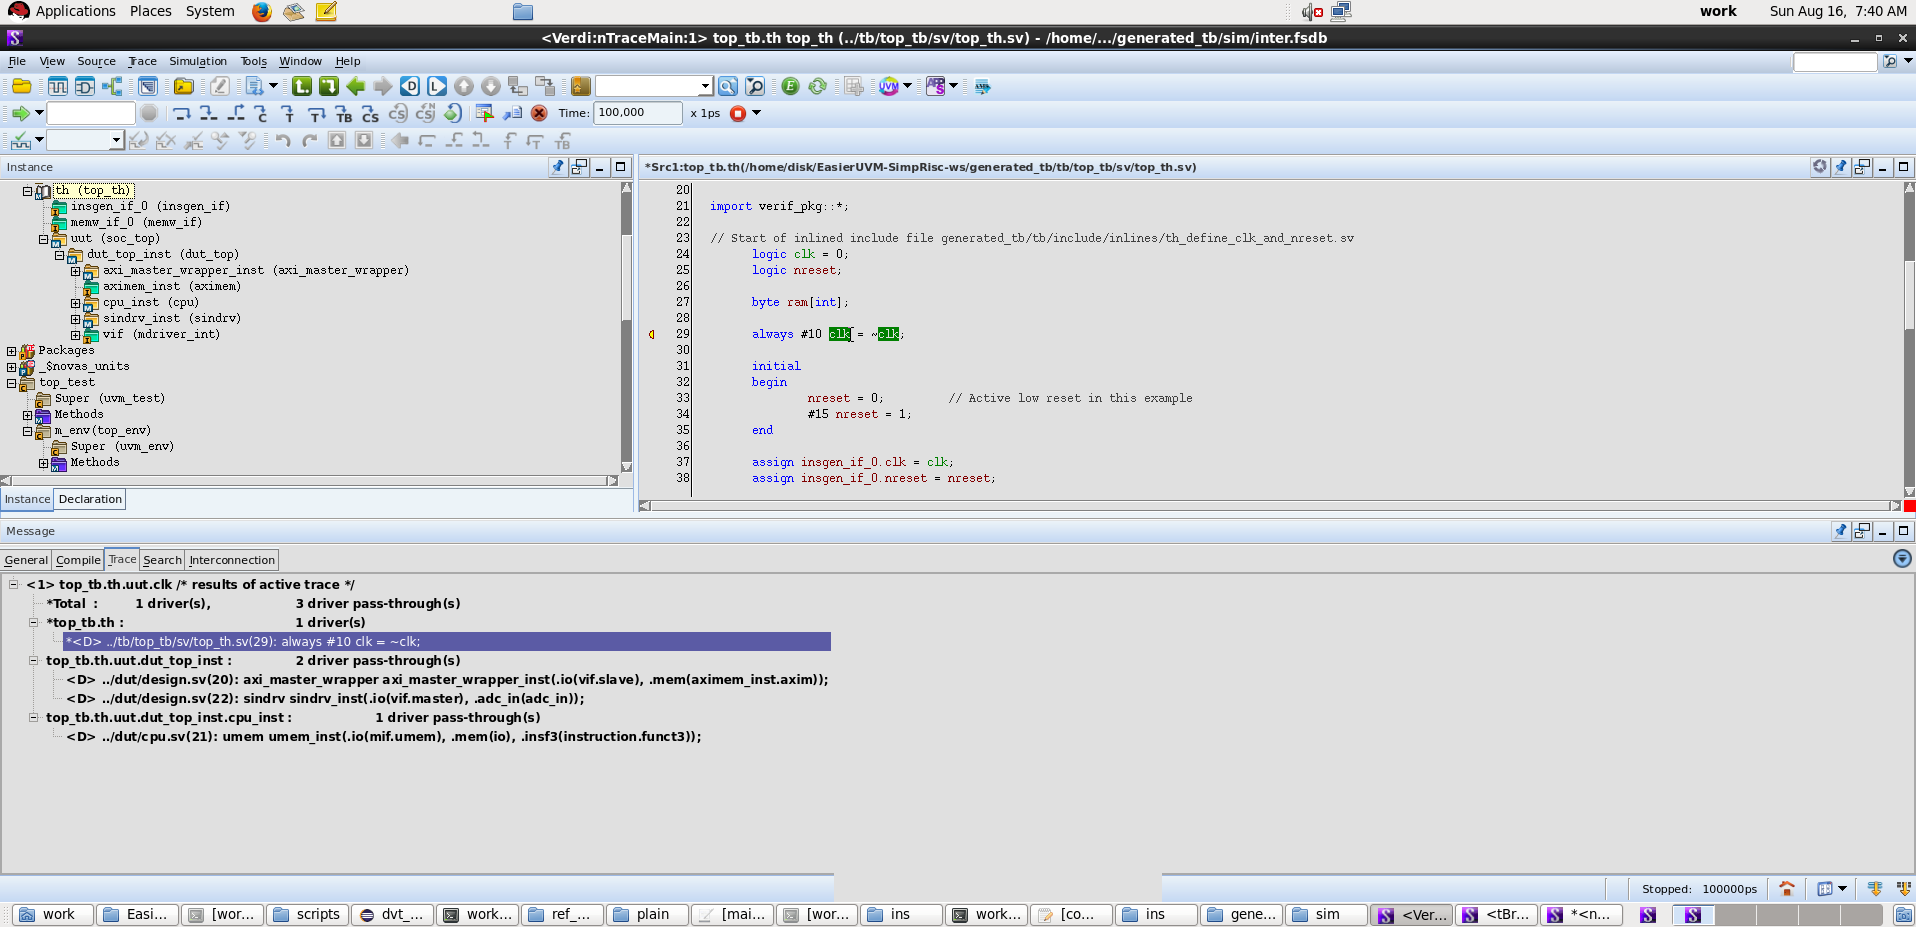 Applications Places System work Sun Aug 16, 7:40 AM
<Verdi:nTraceMain:1> top_tb.th top_th (../tb/top_tb/sv/top_th.sv) - /home/.../generated_tb/sim/inter.fsdb
File View Source Trace Simulation Tools Window Help
Time: 100,000 x 1ps
Instance
th (top_th)
insgen_if_0 (insgen_if)
memw_if_0 (memw_if)
uut (soc_top)
dut_top_inst (dut_top)
axi_master_wrapper_inst (axi_master_wrapper)
aximem_inst (aximem)
cpu_inst (cpu)
sindrv_inst (sindrv)
vif (mdriver_int)
Packages
_$novas_units
top_test
Super (uvm_test)
Methods
m_env(top_env)
Super (uvm_env)
Methods
Instance Declaration
*Src1:top_tb.th(/home/disk/EasierUVM-SimpRisc-ws/generated_tb/tb/top_tb/sv/top_th.sv)
20
21 import verif_pkg::*;
22
23 // Start of inlined include file generated_tb/tb/include/inlines/th_define_clk_and_nreset.sv
24 logic clk = 0;
25 logic nreset;
26
27 byte ram[int];
28
29 always #10 clk = ~clk;
30
31 initial
32 begin
33 nreset = 0; // Active low reset in this example
34 #15 nreset = 1;
35 end
36
37 assign insgen_if_0.clk = clk;
38 assign insgen_if_0.nreset = nreset;
Message
General Compile Trace Search Interconnection
<1> top_tb.th.uut.clk /* results of active trace */
*Total : 1 driver(s), 3 driver pass-through(s)
*top_tb.th : 1 driver(s)
*<D> ../tb/top_tb/sv/top_th.sv(29): always #10 clk = ~clk;
top_tb.th.uut.dut_top_inst : 2 driver pass-through(s)
<D> ../dut/design.sv(20): axi_master_wrapper axi_master_wrapper_inst(.io(vif.slave), .mem(aximem_inst.axim));
<D> ../dut/design.sv(22): sindrv sindrv_inst(.io(vif.master), .adc_in(adc_in));
top_tb.th.uut.dut_top_inst.cpu_inst : 1 driver pass-through(s)
<D> ../dut/cpu.sv(21): umem umem_inst(.io(mif.umem), .mem(io), .insf3(instruction.funct3));
Stopped: 100000ps
work Easi... [wor... scripts dvt_... work... ref_... plain [mai... [wor... ins work... [co... ins gene... sim <Ver... <tBr... *<n...